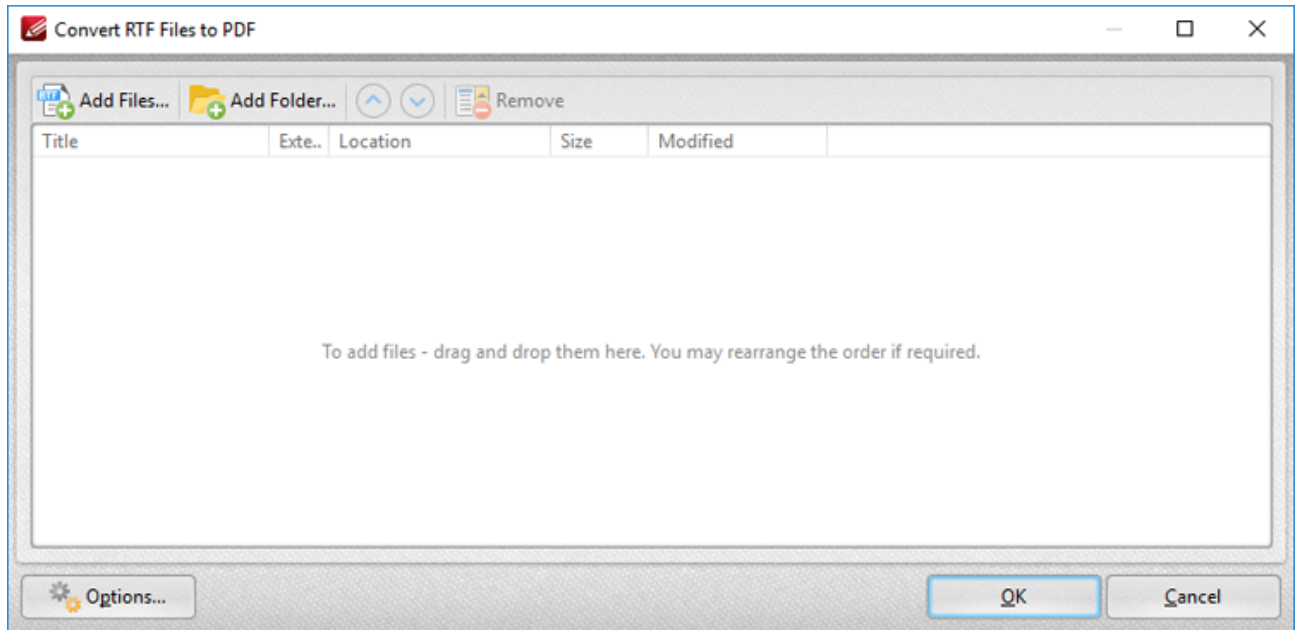 Convert RTF Files to PDF
RTF Add Files... Add Folder... Remove
Title Exte.. Location Size Modified
To add files - drag and drop them here. You may rearrange the order if required.
Options... OK Cancel